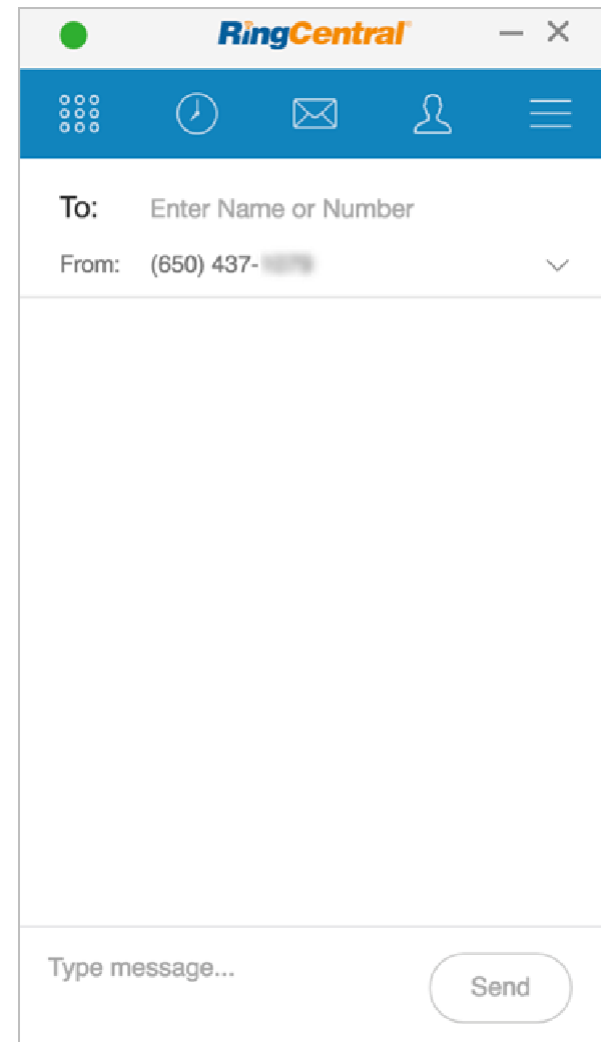 RingCentral
To: Enter Name or Number
From: (650) 437-
Type message...
Send